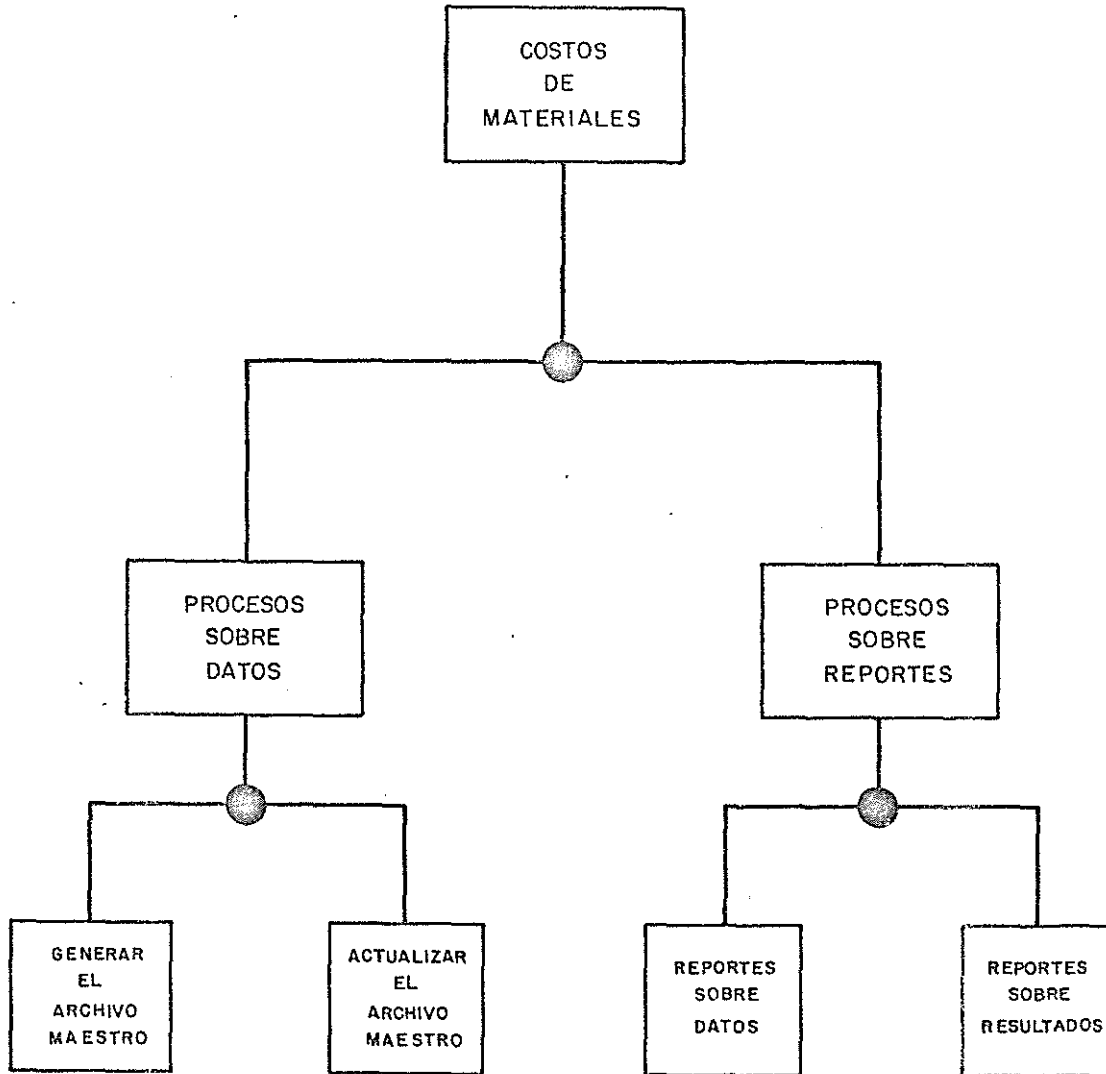 COSTOS
DE
MATERIALES
PROCESOS
SOBRE
DATOS
PROCESOS
SOBRE
REPORTES
GENERAR
EL
ARCHIVO
MAESTRO
ACTUALIZAR
EL
ARCHIVO
MAESTRO
REPORTES
SOBRE
DATOS
REPORTES
SOBRE
RESULTADOS